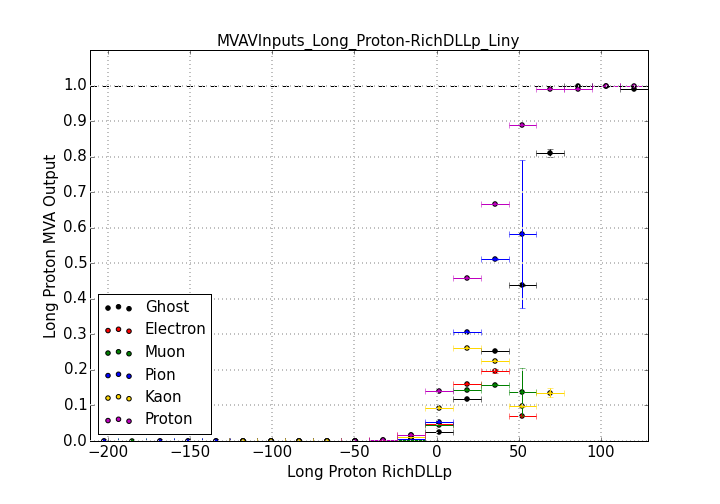 MVAVInputs_Long_Proton-RichDLLp_Liny
1.0
0.9
0.8
0.7
0.6
0.5
0.4
0.3
0.2
0.1
0.0
Long Proton MVA Output
Ghost
Electron
Muon
Pion
Kaon
Proton
−200 −150 −100 −50 0 50 100
Long Proton RichDLLp